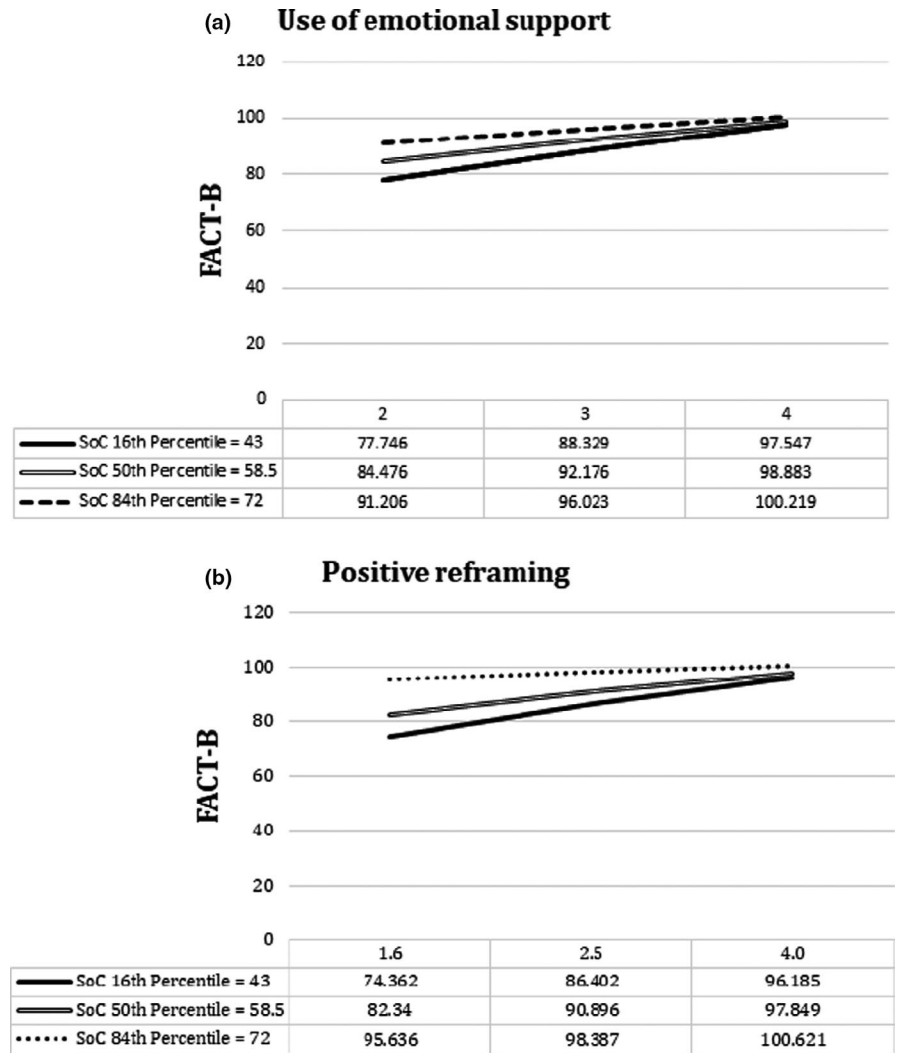 (a) Use of emotional support
120
100
80
60
40
20
0
FACT-B
2 3 4
SoC 16th Percentile = 43 77.746 88.329 97.547
SoC 50th Percentile = 58.5 84.476 92.176 98.883
SoC 84th Percentile = 72 91.206 96.023 100.219
(b) Positive reframing
120
100
80
60
40
20
0
FACT-B
1.6 2.5 4.0
SoC 16th Percentile = 43 74.362 86.402 96.185
SoC 50th Percentile = 58.5 82.34 90.896 97.849
SoC 84th Percentile = 72 95.636 98.387 100.621